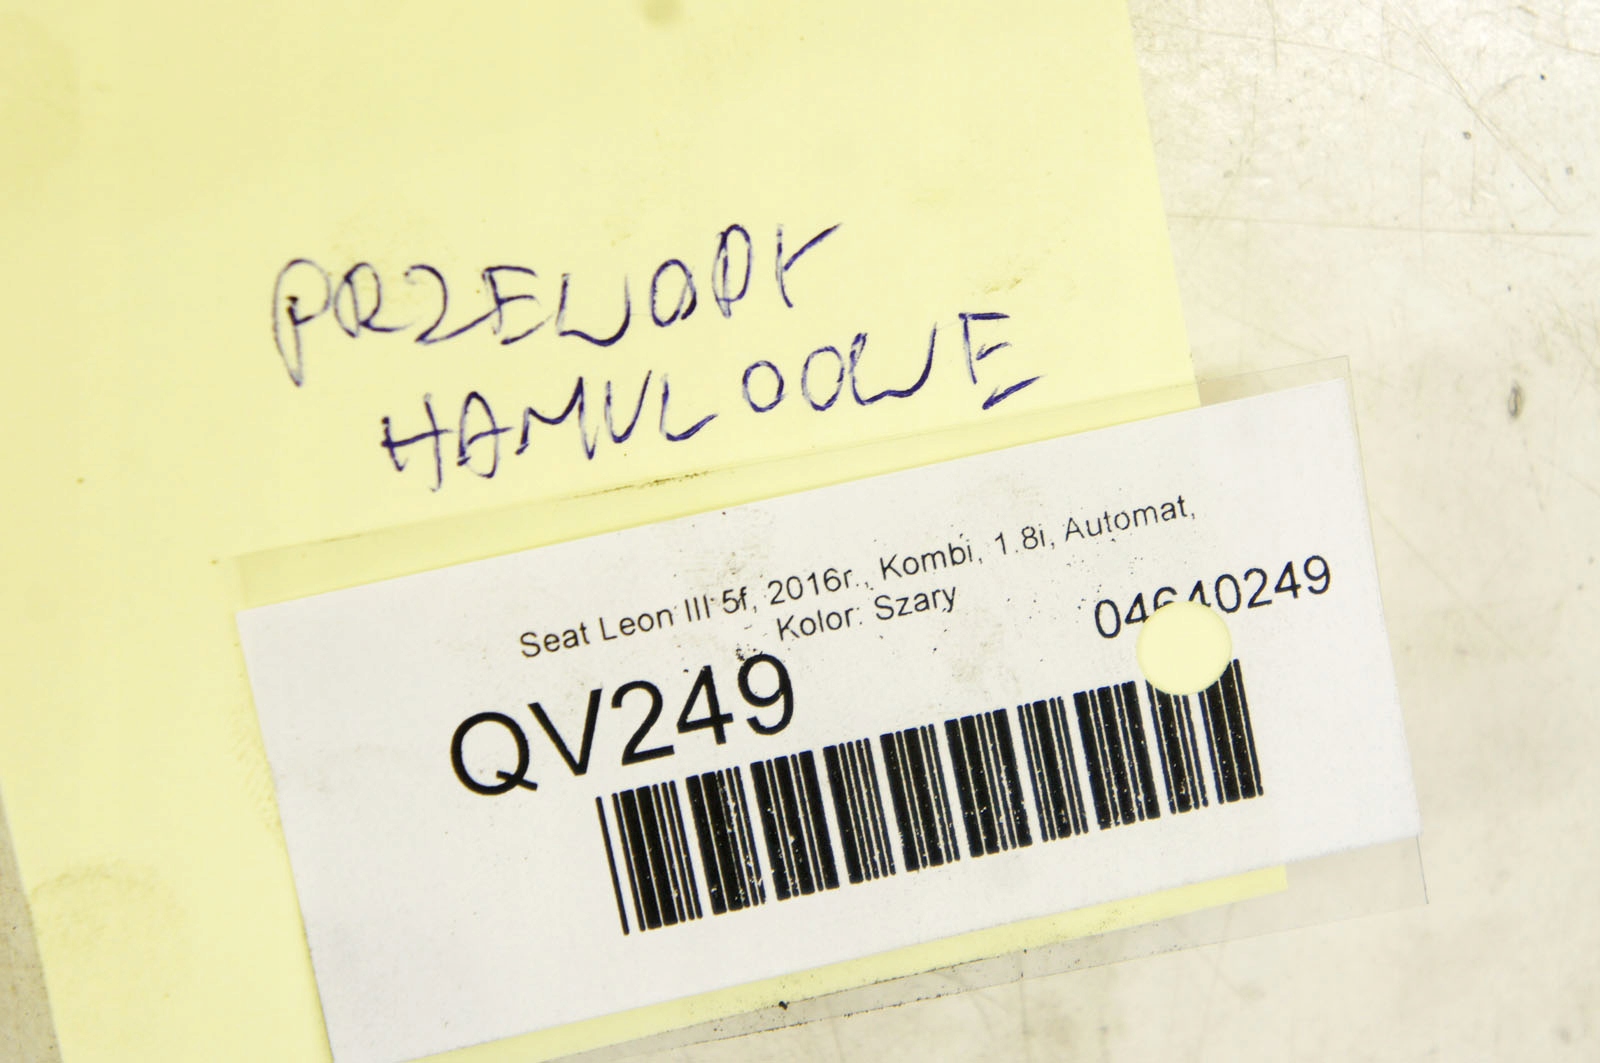 PRZEWODY
HAMULCOWE
Seat Leon III 5f, 2016r., Kombi, 1.8i, Automat,
Kolor: Szary
04640249
QV249